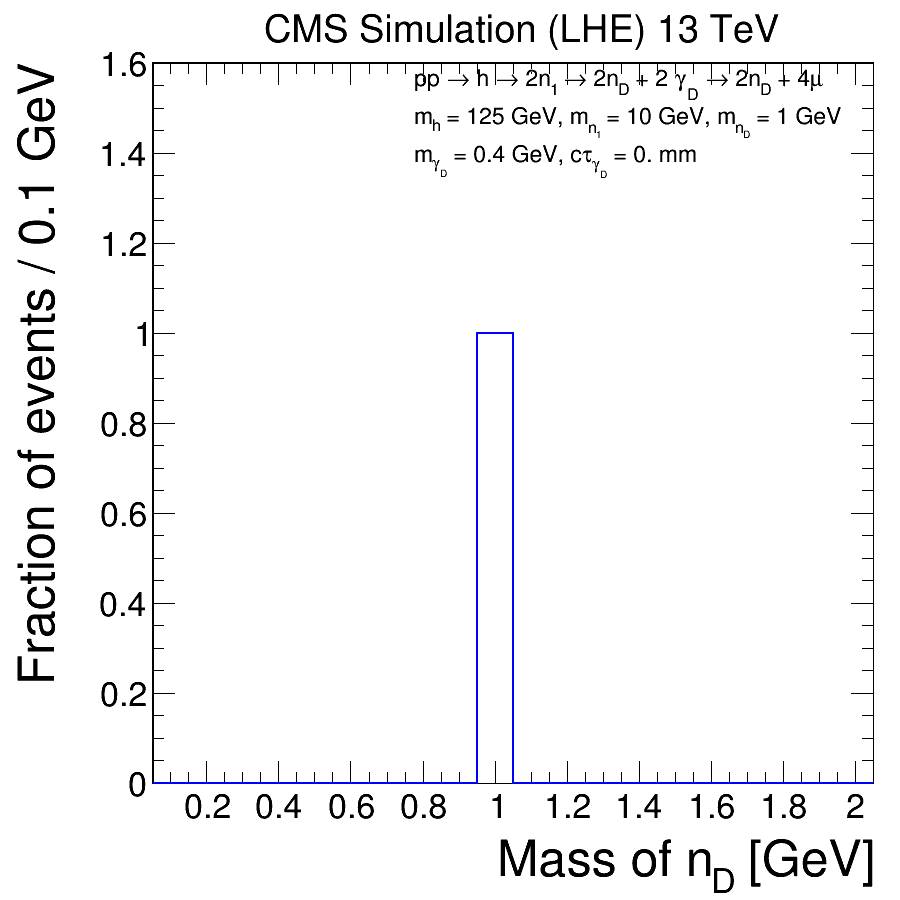 CMS Simulation (LHE) 13 TeV
pp → h → 2n₁ → 2n_D + 2 γ_D → 2n_D + 4μ
m_h = 125 GeV, m_n₁ = 10 GeV, m_n_D = 1 GeV
m_γ_D = 0.4 GeV, cτ_γ_D = 0. mm
Fraction of events / 0.1 GeV
1.6
1.4
1.2
1
0.8
0.6
0.4
0.2
0
0.2 0.4 0.6 0.8 1 1.2 1.4 1.6 1.8 2
Mass of n_D [GeV]